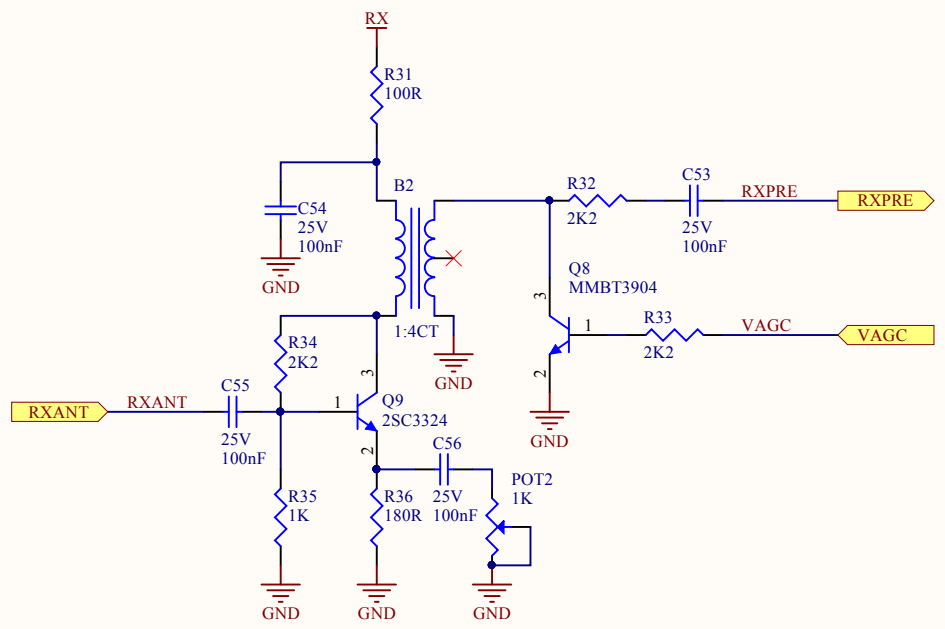 RX
R31
100R
B2
C54
25V
100nF
GND
1:4CT
GND
R32
2K2
C53
25V
100nF
RXPRE
RXPRE
Q8
MMBT3904
3
1
2
GND
R33
2K2
VAGC
VAGC
R34
2K2
RXANT
RXANT
C55
25V
100nF
1
3
Q9
2SC3324
2
C56
25V
100nF
POT2
1K
R35
1K
R36
180R
GND
GND
GND